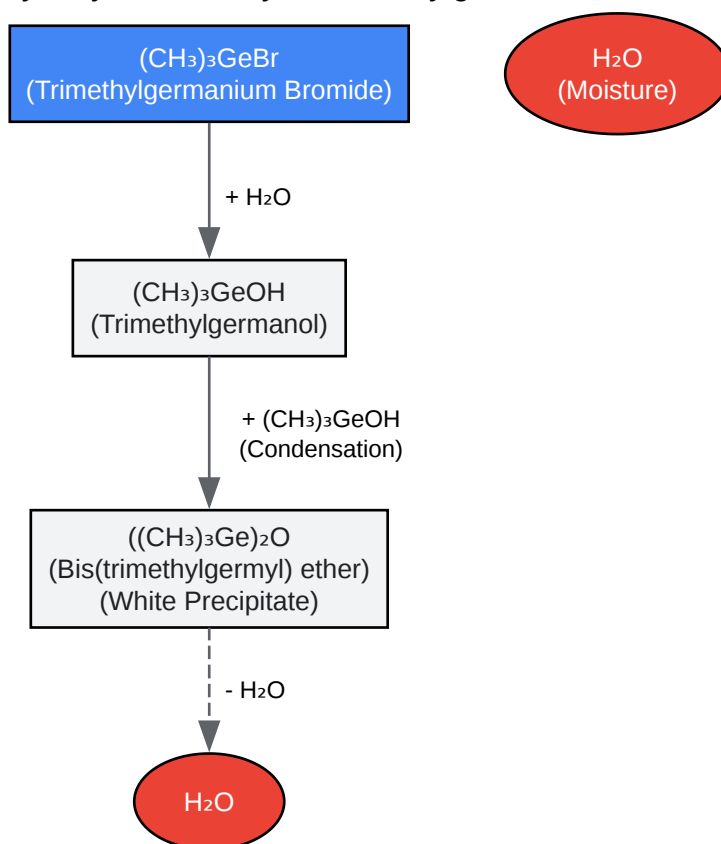 (CH₃)₃GeBr
(Trimethylgermanium Bromide)
H₂O
(Moisture)
+ H₂O
(CH₃)₃GeOH
(Trimethylgermanol)
+ (CH₃)₃GeOH
(Condensation)
((CH₃)₃Ge)₂O
(Bis(trimethylgermyl) ether)
(White Precipitate)
- H₂O
H₂O